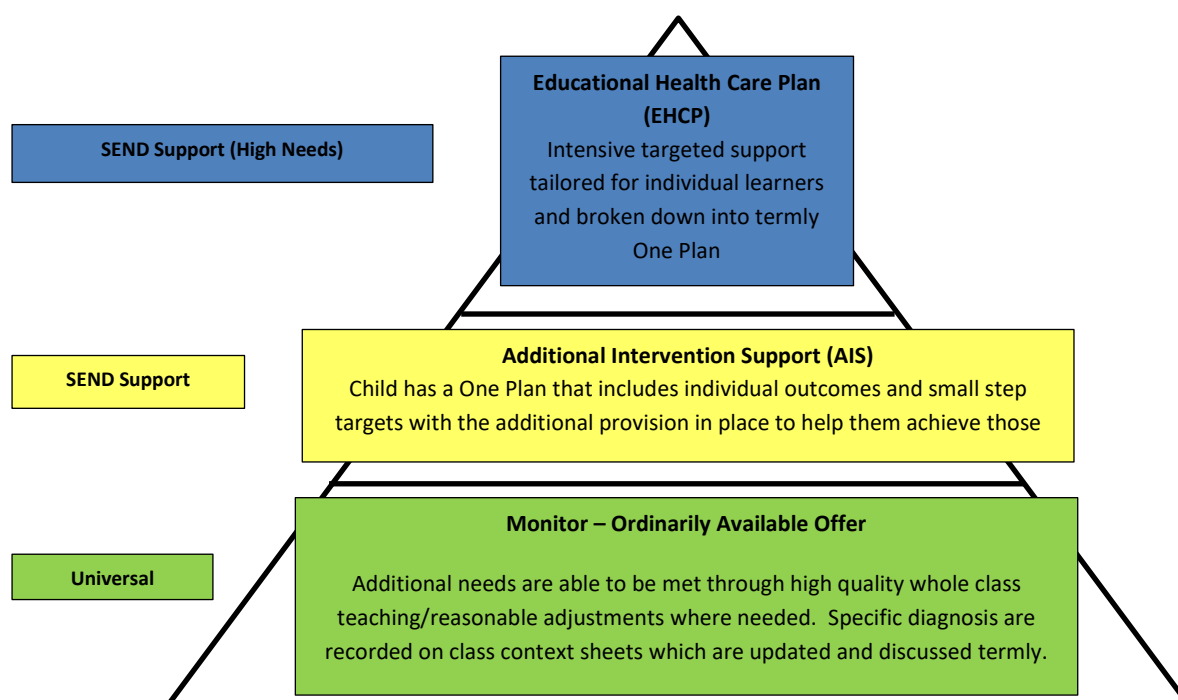 Educational Health Care Plan
(EHCP)
Intensive targeted support
tailored for individual learners
and broken down into termly
One Plan
SEND Support (High Needs)
Additional Intervention Support (AIS)
Child has a One Plan that includes individual outcomes and small step
targets with the additional provision in place to help them achieve those
SEND Support
Monitor – Ordinarily Available Offer
Additional needs are able to be met through high quality whole class
teaching/reasonable adjustments where needed.  Specific diagnosis are
recorded on class context sheets which are updated and discussed termly.
Universal